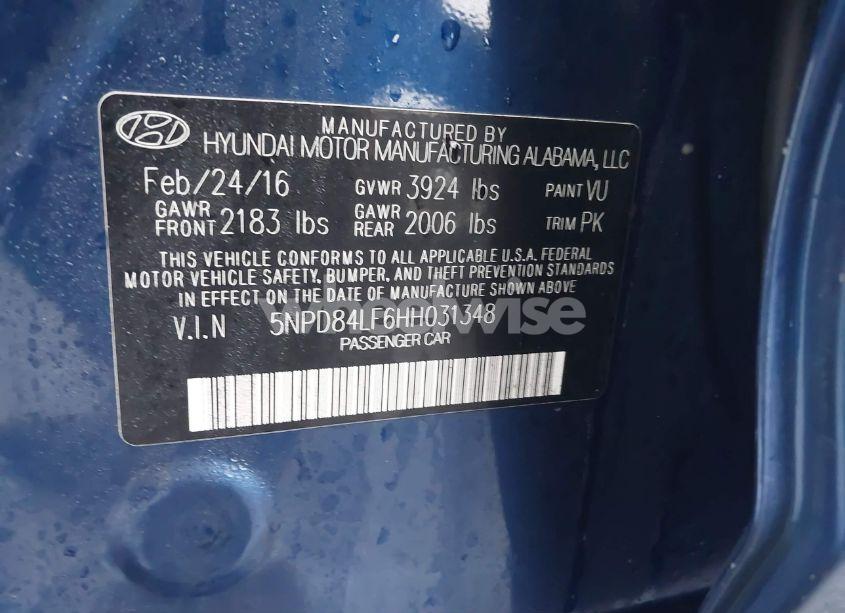 MANUFACTURED BY
HYUNDAI MOTOR MANUFACTURING ALABAMA, LLC
Feb/24/16 GVWR 3924 lbs PAINT VU
GAWR FRONT 2183 lbs GAWR REAR 2006 lbs TRIM PK
THIS VEHICLE CONFORMS TO ALL APPLICABLE U.S.A. FEDERAL
MOTOR VEHICLE SAFETY, BUMPER, AND THEFT PREVENTION STANDARDS
IN EFFECT ON THE DATE OF MANUFACTURE SHOWN ABOVE
V.I.N 5NPD84LF6HH031348
PASSENGER CAR